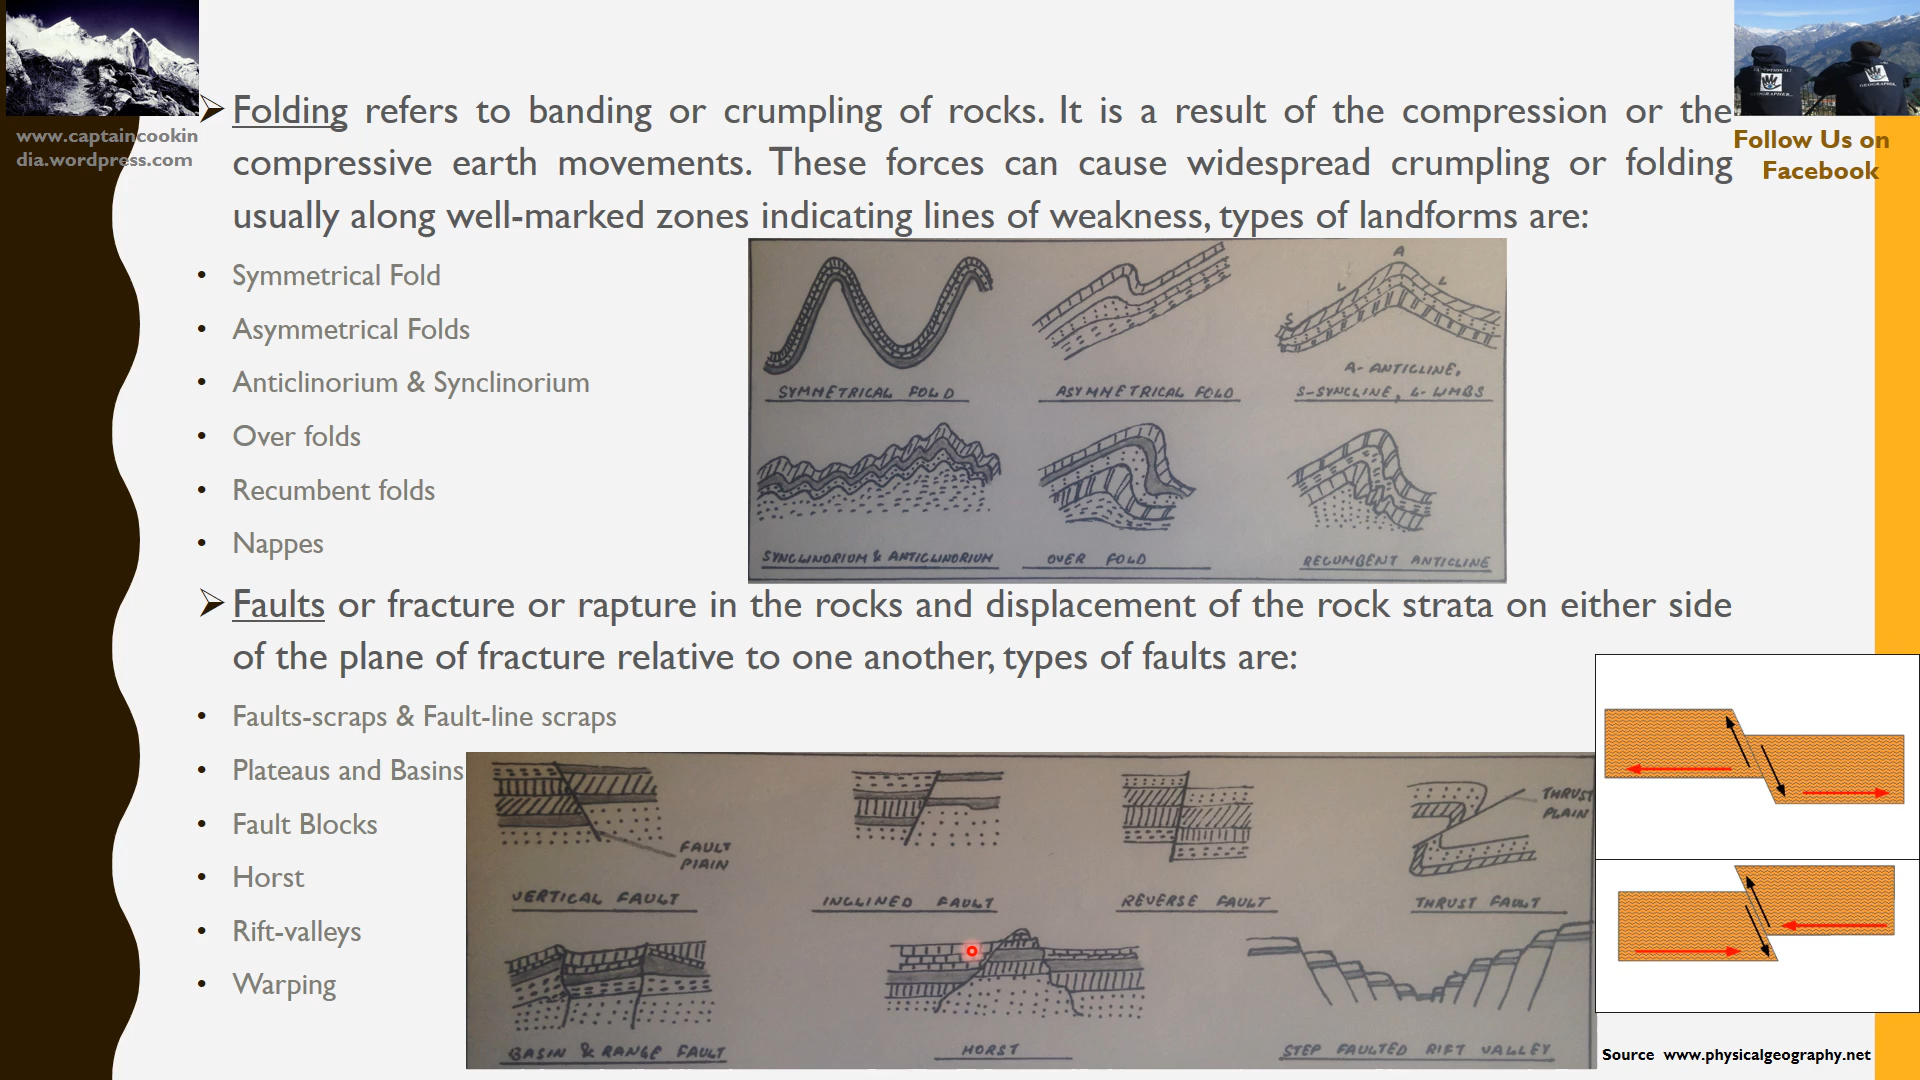 www.captaincookin
dia.wordpress.com
Follow Us on
Facebook
Folding refers to banding or crumpling of rocks. It is a result of the compression or the
compressive earth movements. These forces can cause widespread crumpling or folding
usually along well-marked zones indicating lines of weakness, types of landforms are:
• Symmetrical Fold
• Asymmetrical Folds
• Anticlinorium & Synclinorium
• Over folds
• Recumbent folds
• Nappes
A
L L
S
A- ANTICLINE,
SYMMETRICAL FOLD
ASYMMETRICAL FOLD
S-SYNCLINE, L- LIMBS
SYNCLINORIUM & ANTICLINORIUM
OVER FOLD
RECUMBENT ANTICLINE
Faults or fracture or rapture in the rocks and displacement of the rock strata on either side
of the plane of fracture relative to one another, types of faults are:
• Faults-scraps & Fault-line scraps
• Plateaus and Basins
• Fault Blocks
• Horst
• Rift-valleys
• Warping
FAULT
PLAIN
THRUST
PLAIN
VERTICAL FAULT
INCLINED FAULT
REVERSE FAULT
THRUST FAULT
BASIN & RANGE FAULT
HORST
STEP FAULTED RIFT VALLEY
Source www.physicalgeography.net